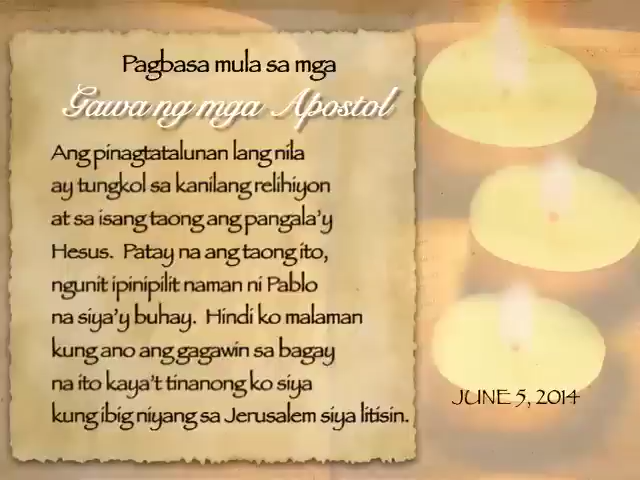 Pagbasa mula sa mga
Gawa ng mga Apostol
Ang pinagtatalunan lang nila
ay tungkol sa kanilang relihiyon
at sa isang taong ang pangala'y
Hesus. Patay na ang taong ito,
ngunit ipinipilit naman ni Pablo
na siya'y buhay. Hindi ko malaman
kung ano ang gagawin sa bagay
na ito kaya't tinanong ko siya
kung ibig niyang sa Jerusalem siya litisin.
JUNE 5, 2014